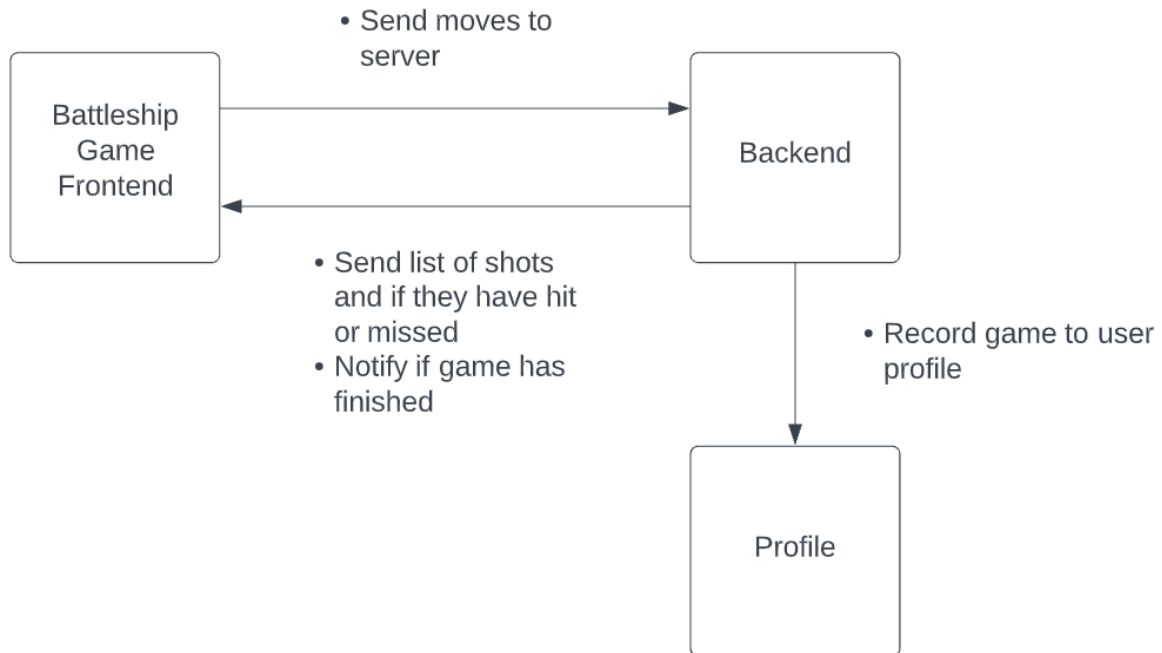 • Send moves to
server
Battleship
Game
Frontend
Backend
• Send list of shots
and if they have hit
or missed
• Notify if game has
finished
• Record game to user
profile
Profile